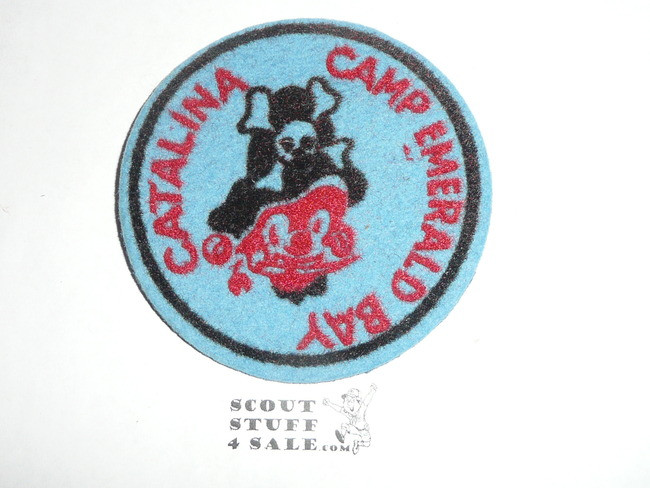 CATALINA
CAMP EMERALD BAY
SCOUT
STUFF
4 SALE.COM